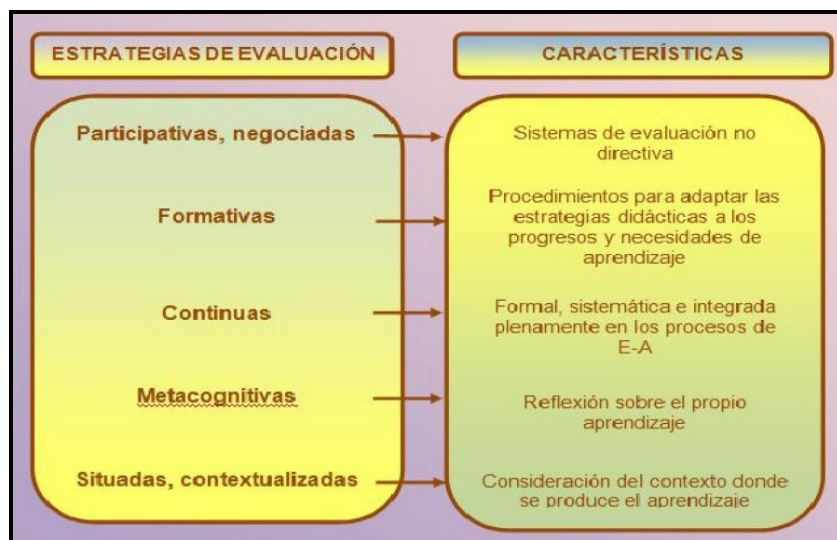 ESTRATEGIAS DE EVALUACIÓN
CARACTERÍSTICAS
Participativas, negociadas
Sistemas de evaluación no
directiva
Formativas
Procedimientos para adaptar las
estrategias didácticas a los
progresos y necesidades de
aprendizaje
Continuas
Formal, sistemática e integrada
plenamente en los procesos de
E-A
Metacognitivas
Reflexión sobre el propio
aprendizaje
Situadas, contextualizadas
Consideración del contexto donde
se produce el aprendizaje